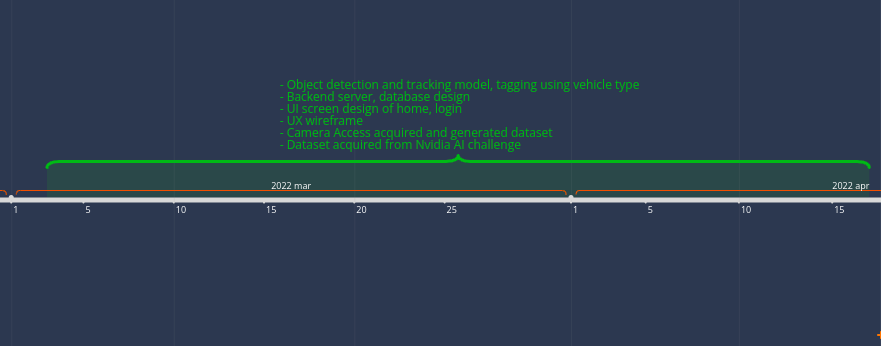 - Object detection and tracking model, tagging using vehicle type
- Backend server, database design
- UI screen design of home, login
- UX wireframe
- Camera Access acquired and generated dataset
- Dataset acquired from Nvidia AI challenge
2022 mar 2022 apr
1 5 10 15 20 25 1 5 10 15